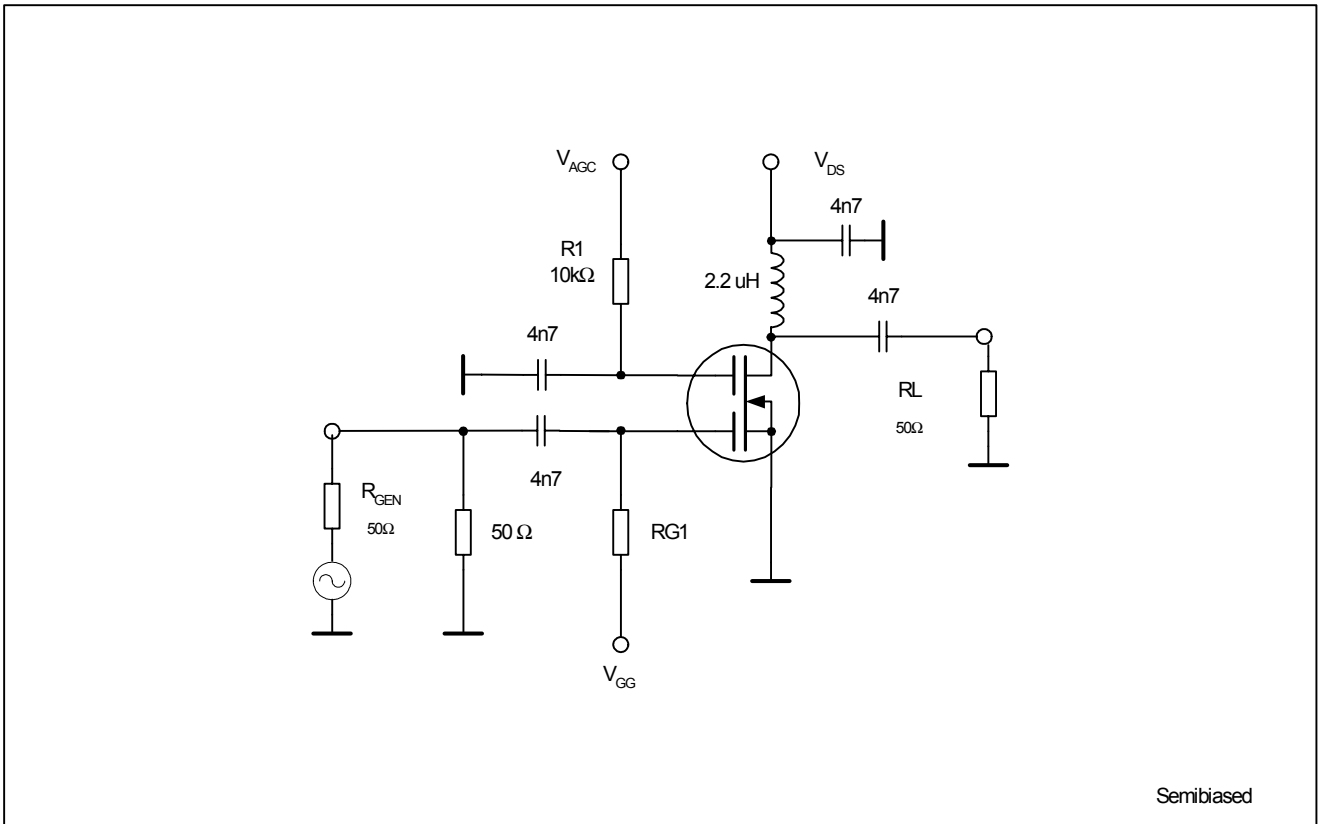 V_AGC
V_DS
4n7
R1
10kΩ
2.2 uH
4n7
4n7
RL
50Ω
4n7
R_GEN
50Ω
50 Ω
RG1
V_GG
Semibiased